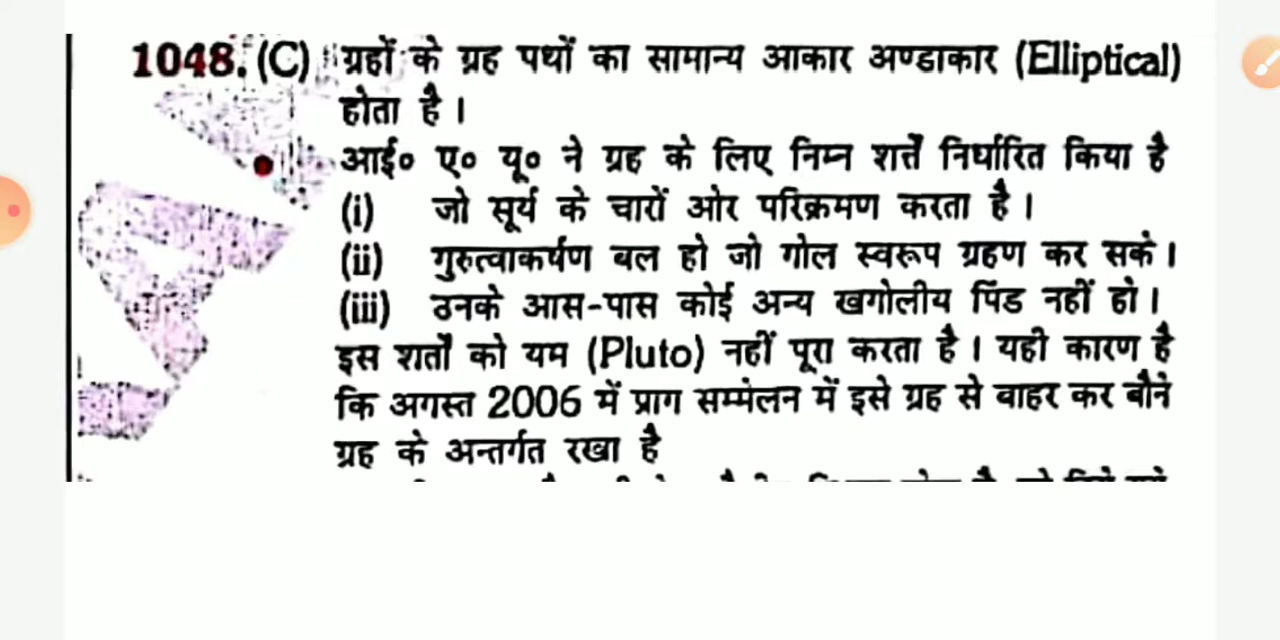 1048. (C) ग्रहों के ग्रह पथों का सामान्य आकार अण्डाकार (Elliptical)
होता है ।
आई० ए० यू० ने ग्रह के लिए निम्न शर्त्तें निर्धारित किया है
(i) जो सूर्य के चारों ओर परिक्रमण करता है ।
(ii) गुरुत्वाकर्षण बल हो जो गोल स्वरूप ग्रहण कर सके ।
(iii) उनके आस-पास कोई अन्य खगोलीय पिंड नहीं हो ।
इस शर्तों को यम (Pluto) नहीं पूरा करता है । यही कारण है
कि अगस्त 2006 में प्राग सम्मेलन में इसे ग्रह से बाहर कर बौने
ग्रह के अन्तर्गत रखा है